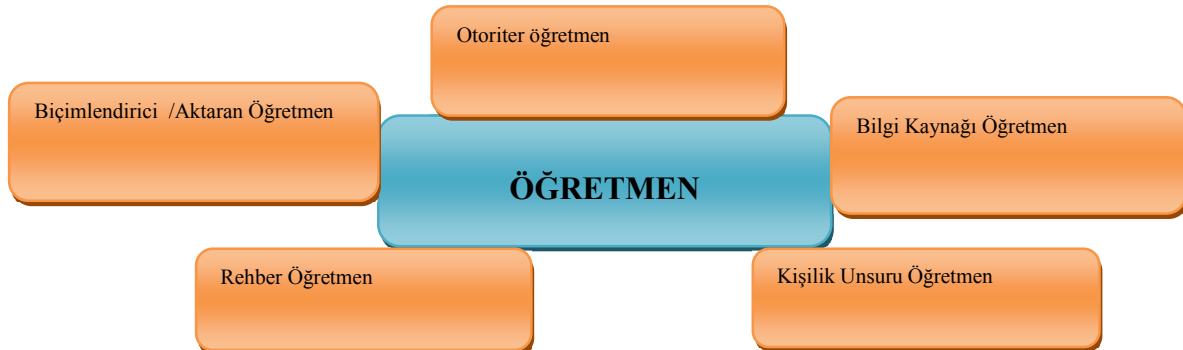 Otoriter öğretmen
Biçimlendirici  /Aktaran Öğretmen
Bilgi Kaynağı Öğretmen
ÖĞRETMEN
Rehber Öğretmen
Kişilik Unsuru Öğretmen